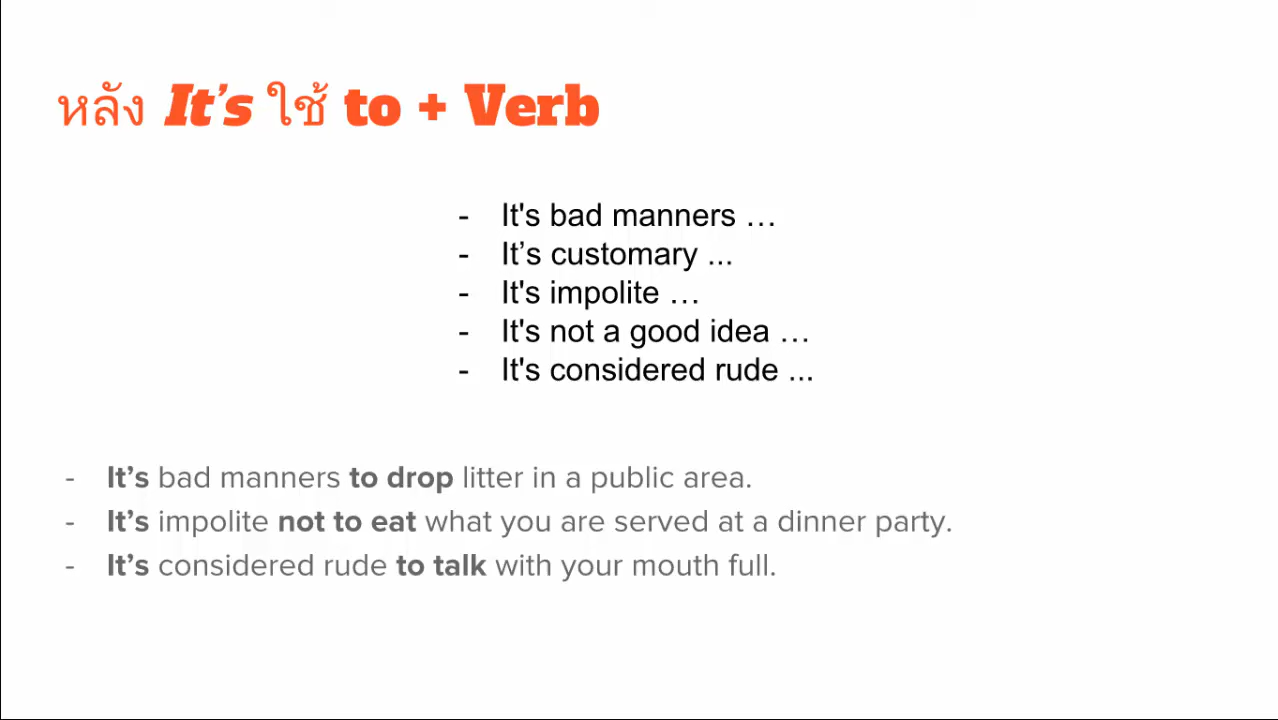 หลัง It’s ใช้ to + Verb
- It's bad manners …
- It’s customary ...
- It's impolite …
- It's not a good idea …
- It's considered rude ...
- It’s bad manners to drop litter in a public area.
- It’s impolite not to eat what you are served at a dinner party.
- It’s considered rude to talk with your mouth full.